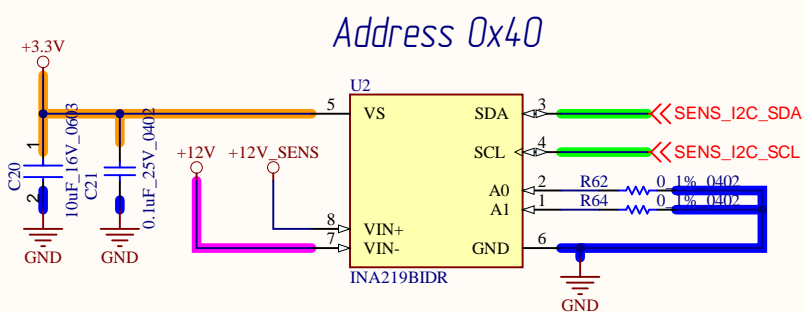 Address 0x40
+3.3V
U2
5
VS
SDA
3
SENS_I2C_SDA
1
C20
2
10uF_16V_0603
C21
0.1uF_25V_0402
+12V
+12V_SENS
SCL
4
SENS_I2C_SCL
A0
2
R62
0_1%_0402
A1
1
R64
0_1%_0402
8
VIN+
7
VIN-
GND
6
GND
GND
INA219BIDR
GND